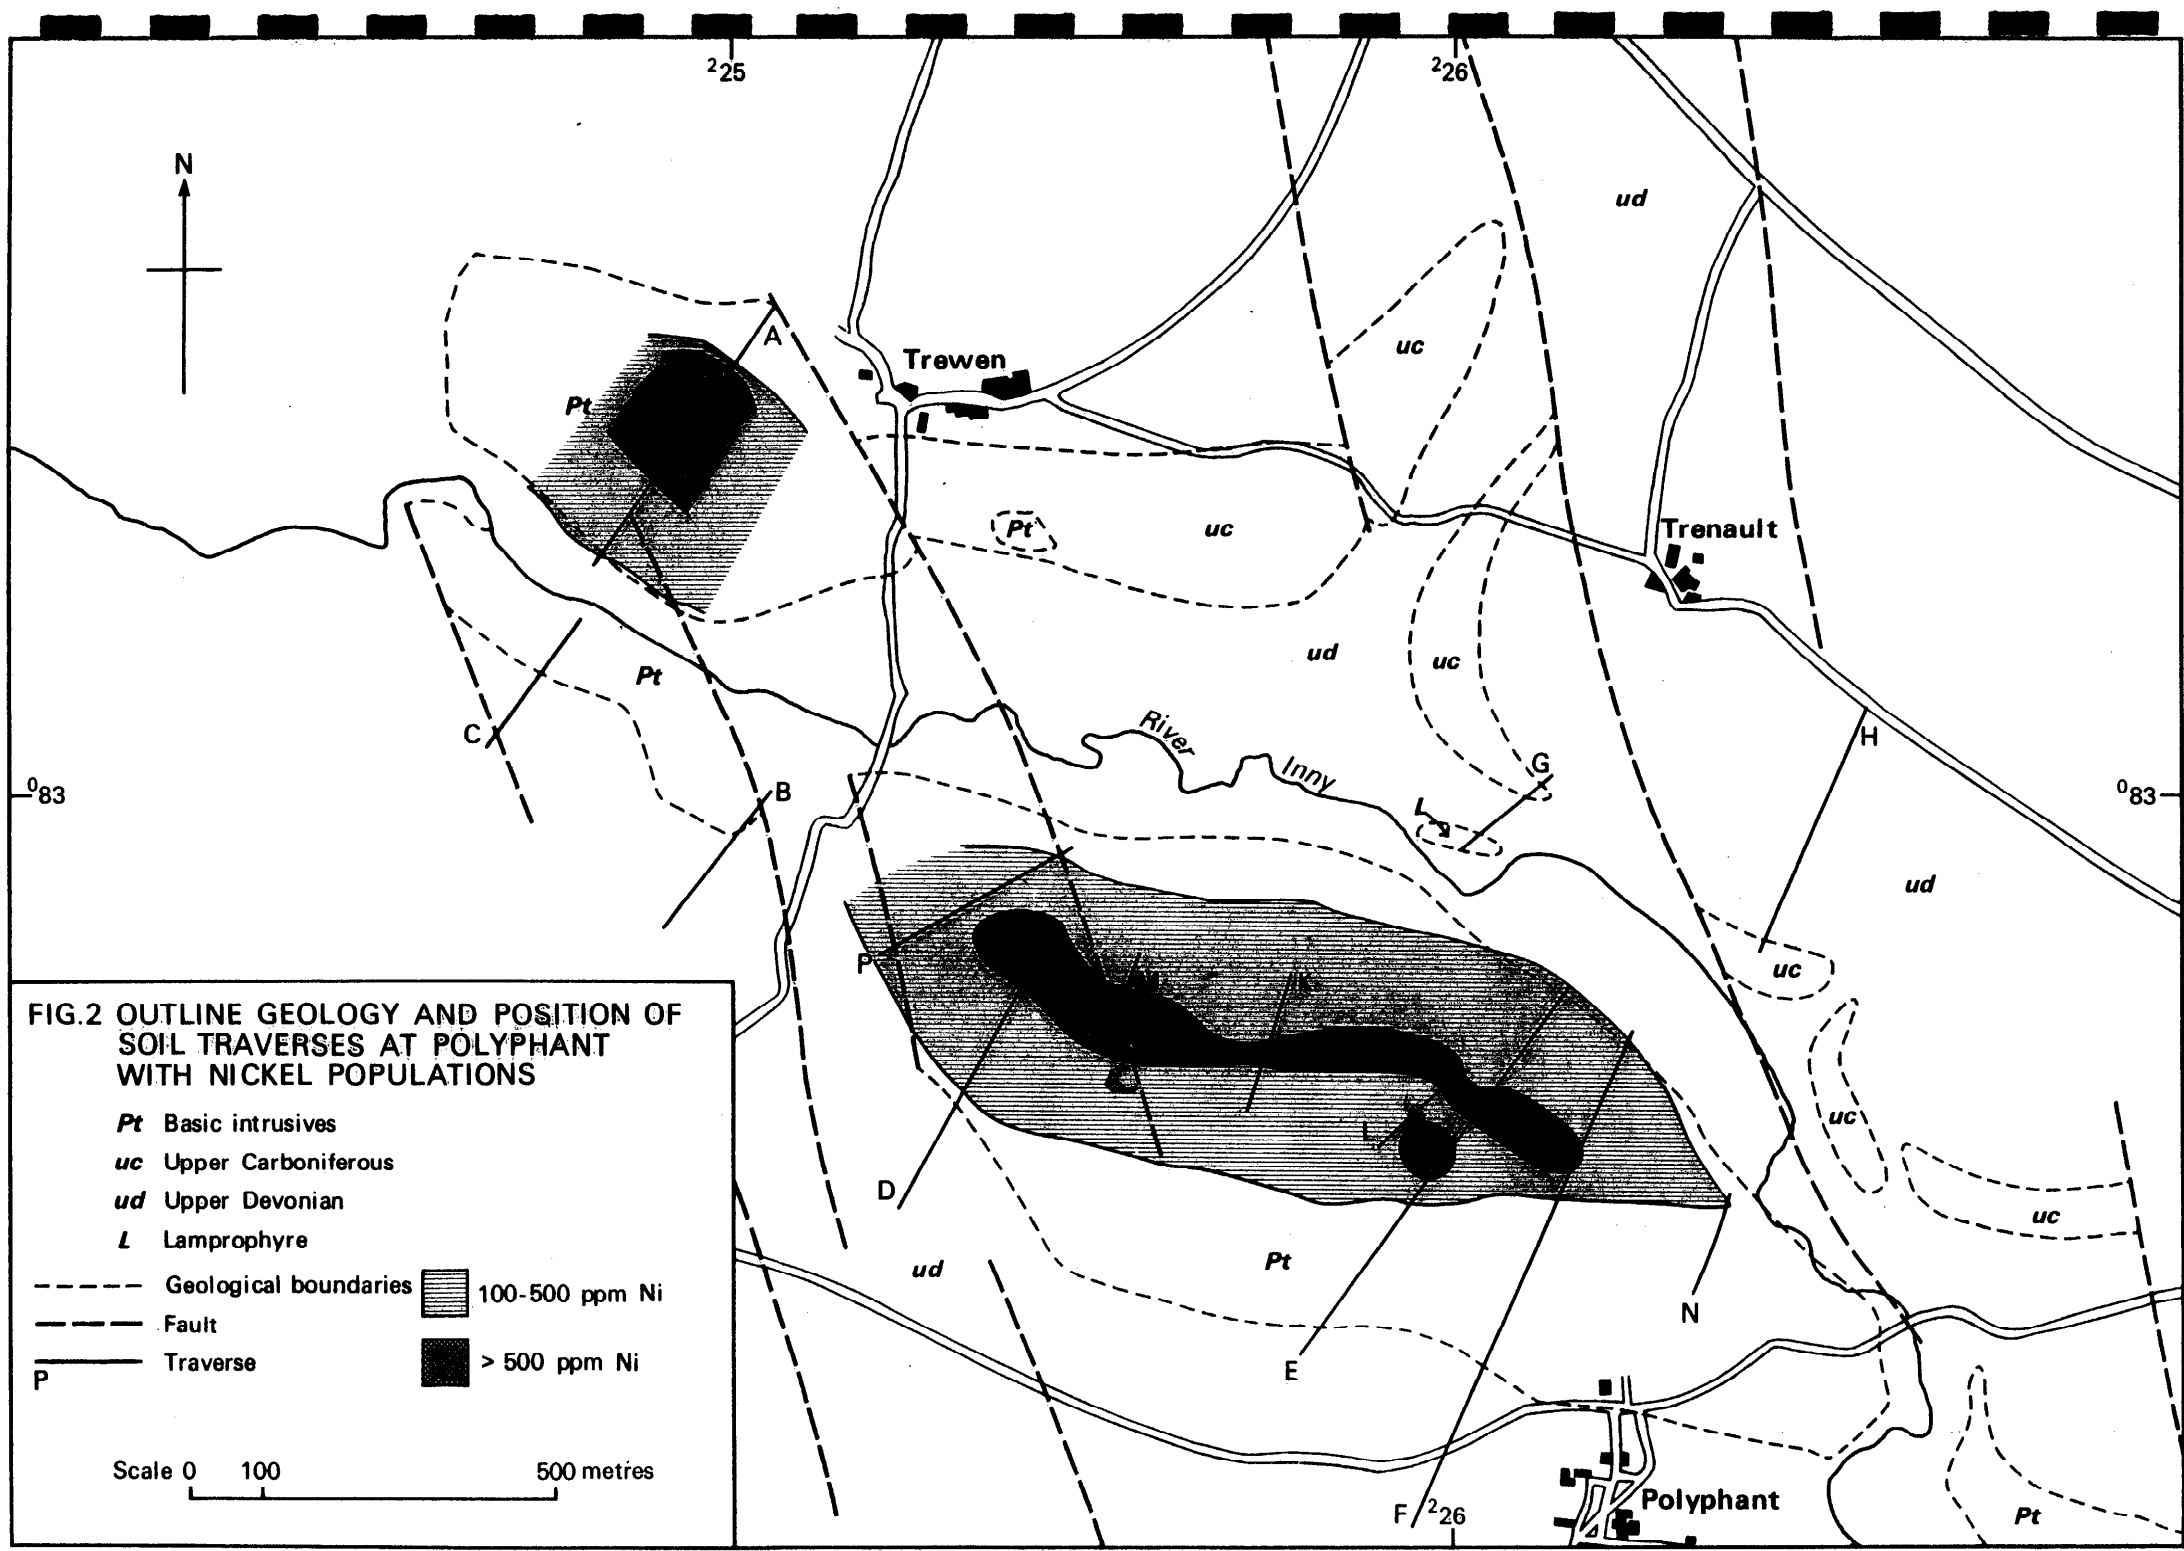 225
226
N
ud
A
uc
Trewen
Pt
Pt
uc
Trenault
ud
uc
Pt
C
River
Inny
H
G
B
083
083
L
ud
P
K
uc
FIG.2 OUTLINE GEOLOGY AND POSITION OF
SOIL TRAVERSES AT POLYPHANT
WITH NICKEL POPULATIONS
Pt Basic intrusives
uc Upper Carboniferous
ud Upper Devonian
L Lamprophyre
Geological boundaries
100-500 ppm Ni
Fault
> 500 ppm Ni
Traverse
P
Scale 0 100 500 metres
uc
L
D
uc
ud
Pt
N
E
Polyphant
F
226
Pt